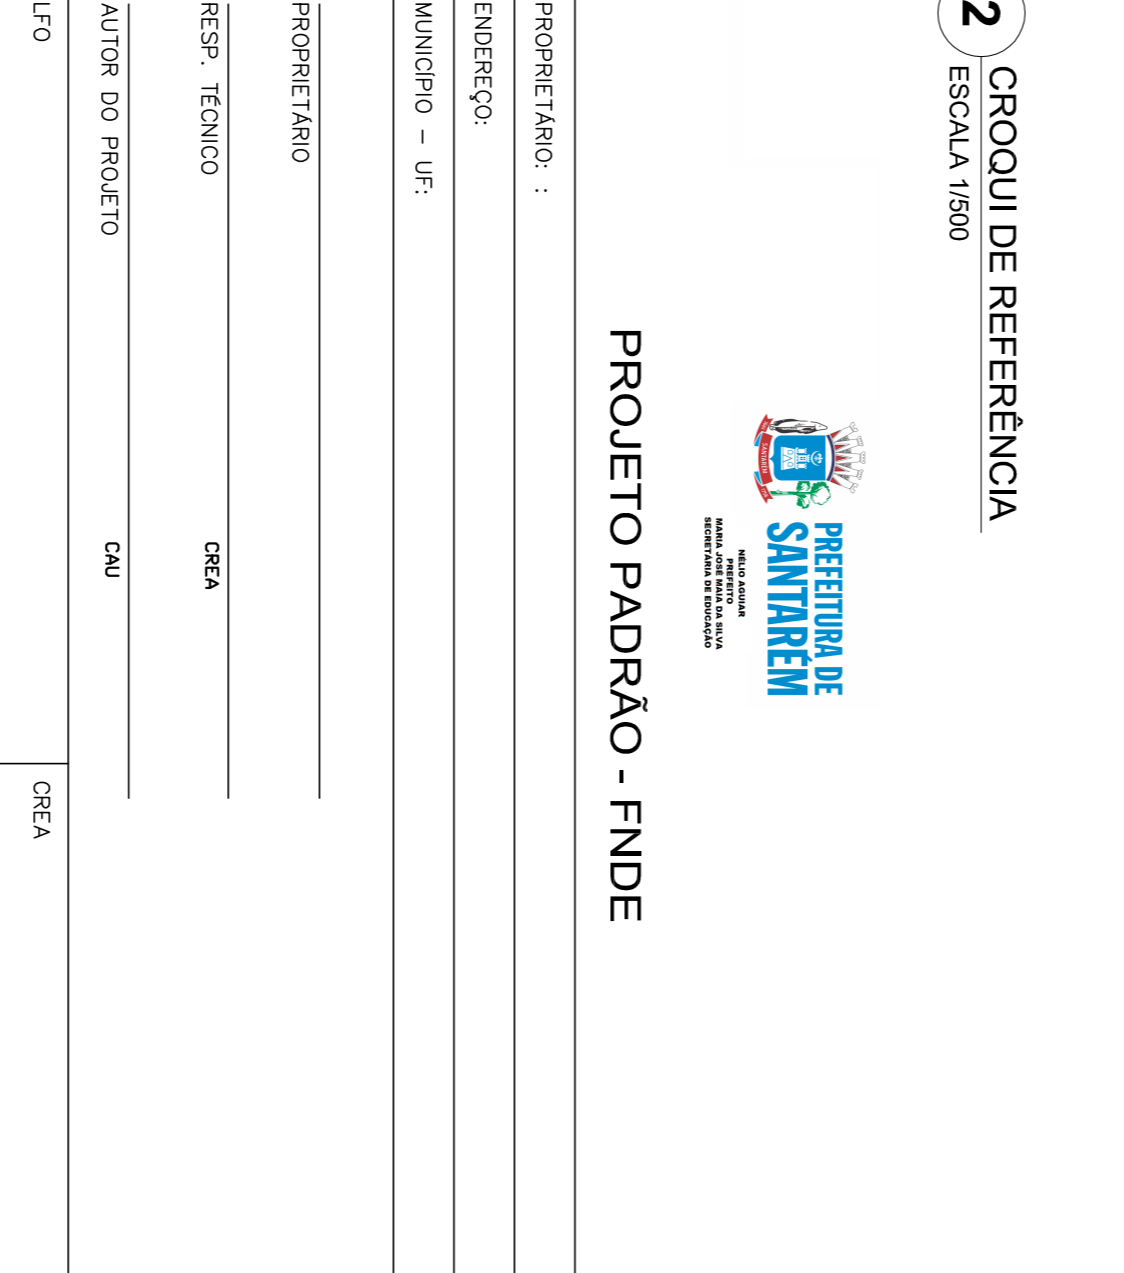 2
CROQUI DE REFERÊNCIA
ESCALA 1/500
SANTARÉM
PREFEITURA DE
SANTARÉM
NÉLIO AGUIAR
PREFEITO
MARIA JOSÉ MAIA DA SILVA
SECRETÁRIA DE EDUCAÇÃO
PROJETO PADRÃO - FNDE
PROPRIETÁRIO: :
ENDEREÇO:
MUNICÍPIO - UF:
PROPRIETÁRIO
RESP. TÉCNICO CREA
AUTOR DO PROJETO CAU
LFO CREA